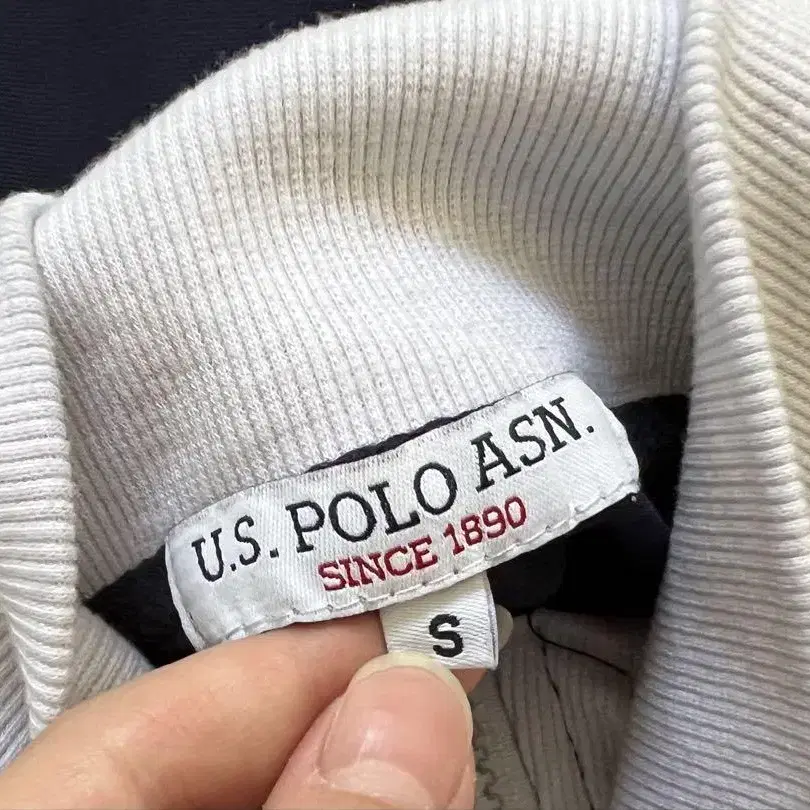 U.S. POLO ASN.
SINCE 1890
S